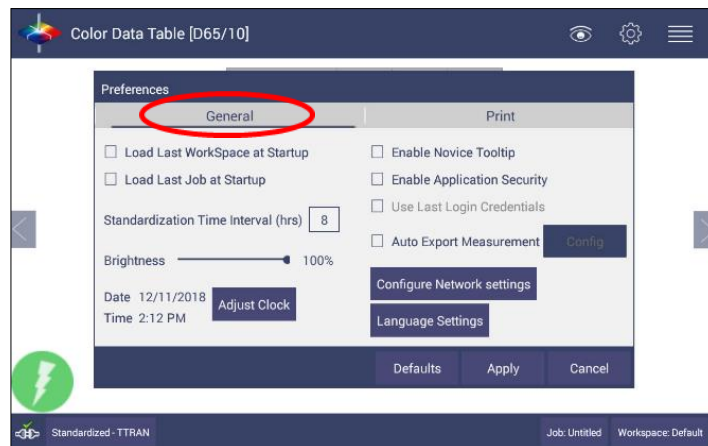 Color Data Table [D65/10]
Preferences
General
Print
Load Last WorkSpace at Startup
Load Last Job at Startup
Standardization Time Interval (hrs) 8
Brightness 100%
Date 12/11/2018
Time 2:12 PM
Adjust Clock
Enable Novice Tooltip
Enable Application Security
Use Last Login Credentials
Auto Export Measurement Config
Configure Network settings
Language Settings
Defaults Apply Cancel
Standardized - TTRAN
Job: Untitled Workspace: Default